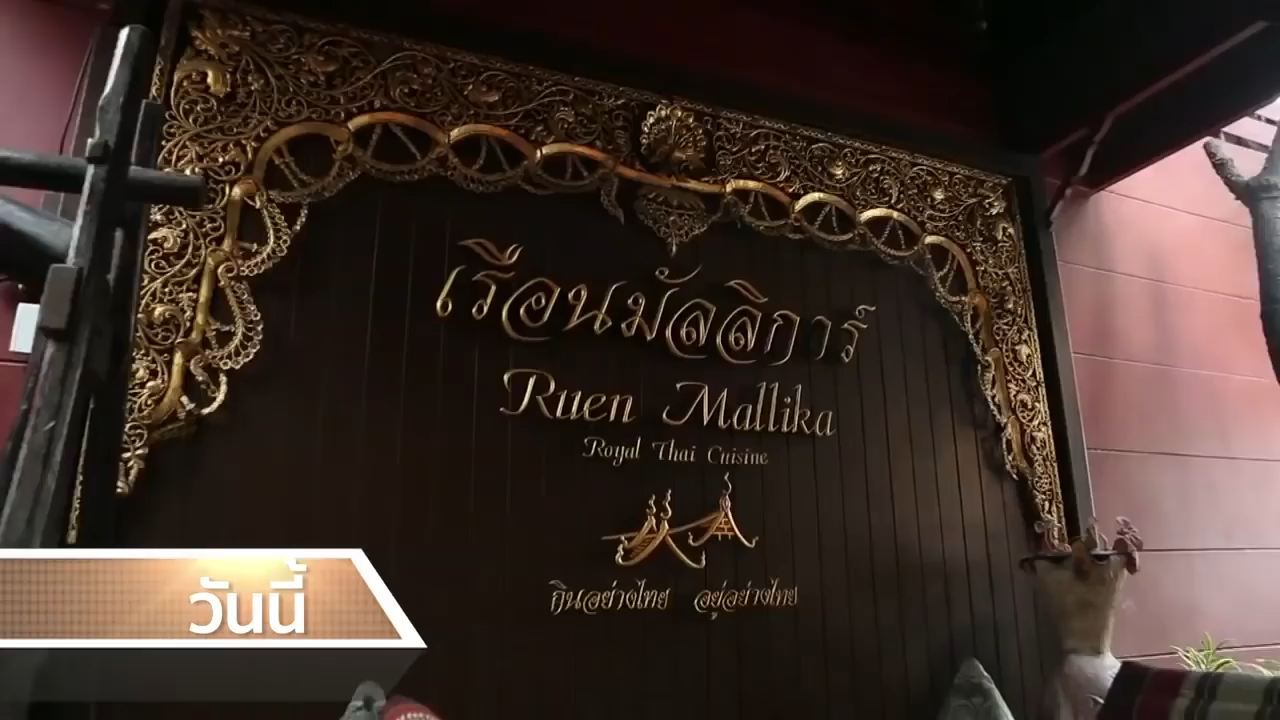 เรือนมัลลิการ์
Ruen Mallika
Royal Thai Cuisine
กินอย่างไทย อยู่อย่างไทย
วันนี้